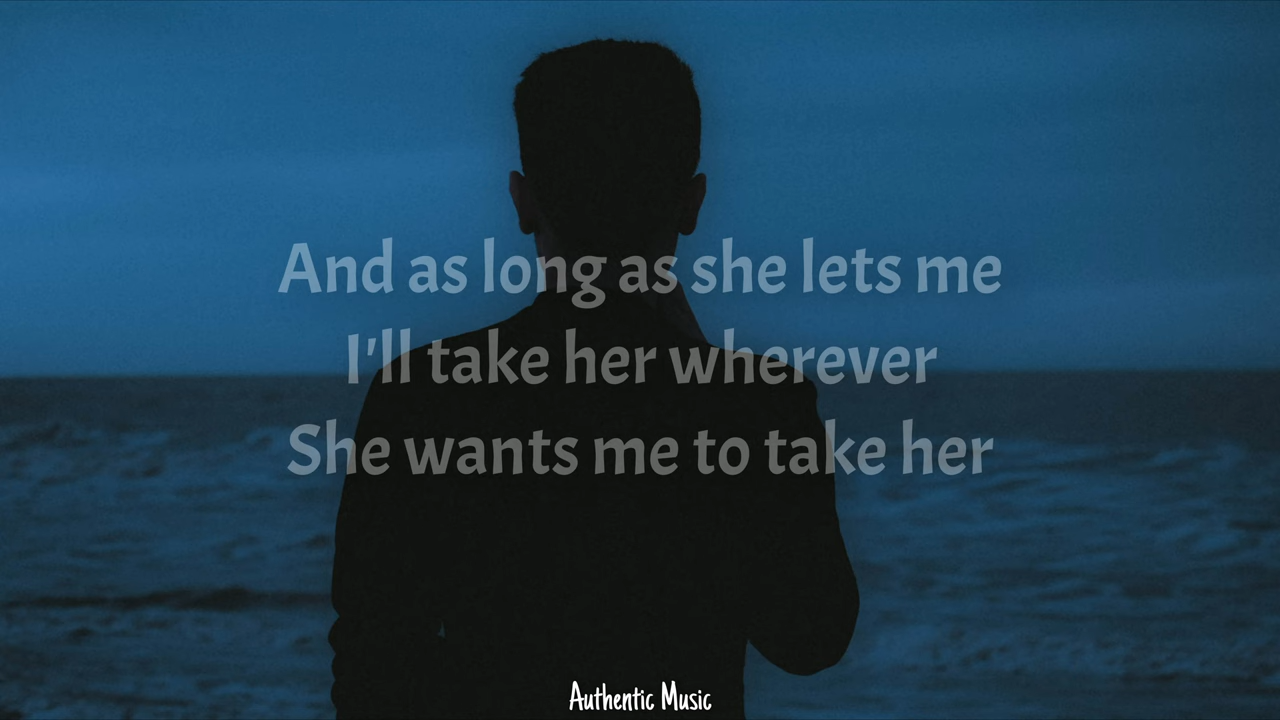 And as long as she lets me
I'll take her wherever
She wants me to take her
Authentic Music